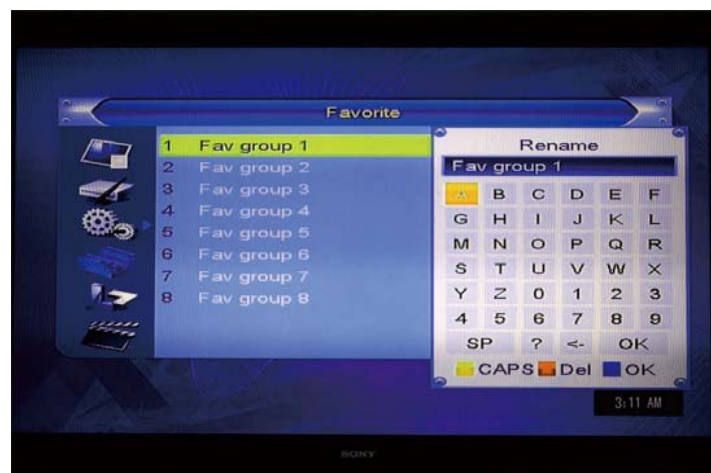 Favorite
1 Fav group 1
2 Fav group 2
3 Fav group 3
4 Fav group 4
5 Fav group 5
6 Fav group 6
7 Fav group 7
8 Fav group 8
Rename
Fav group 1
A B C D E F
G H I J K L
M N O P Q R
S T U V W X
Y Z 0 1 2 3
4 5 6 7 8 9
SP ? <- OK
CAPS Del OK
3:11 AM
SONY